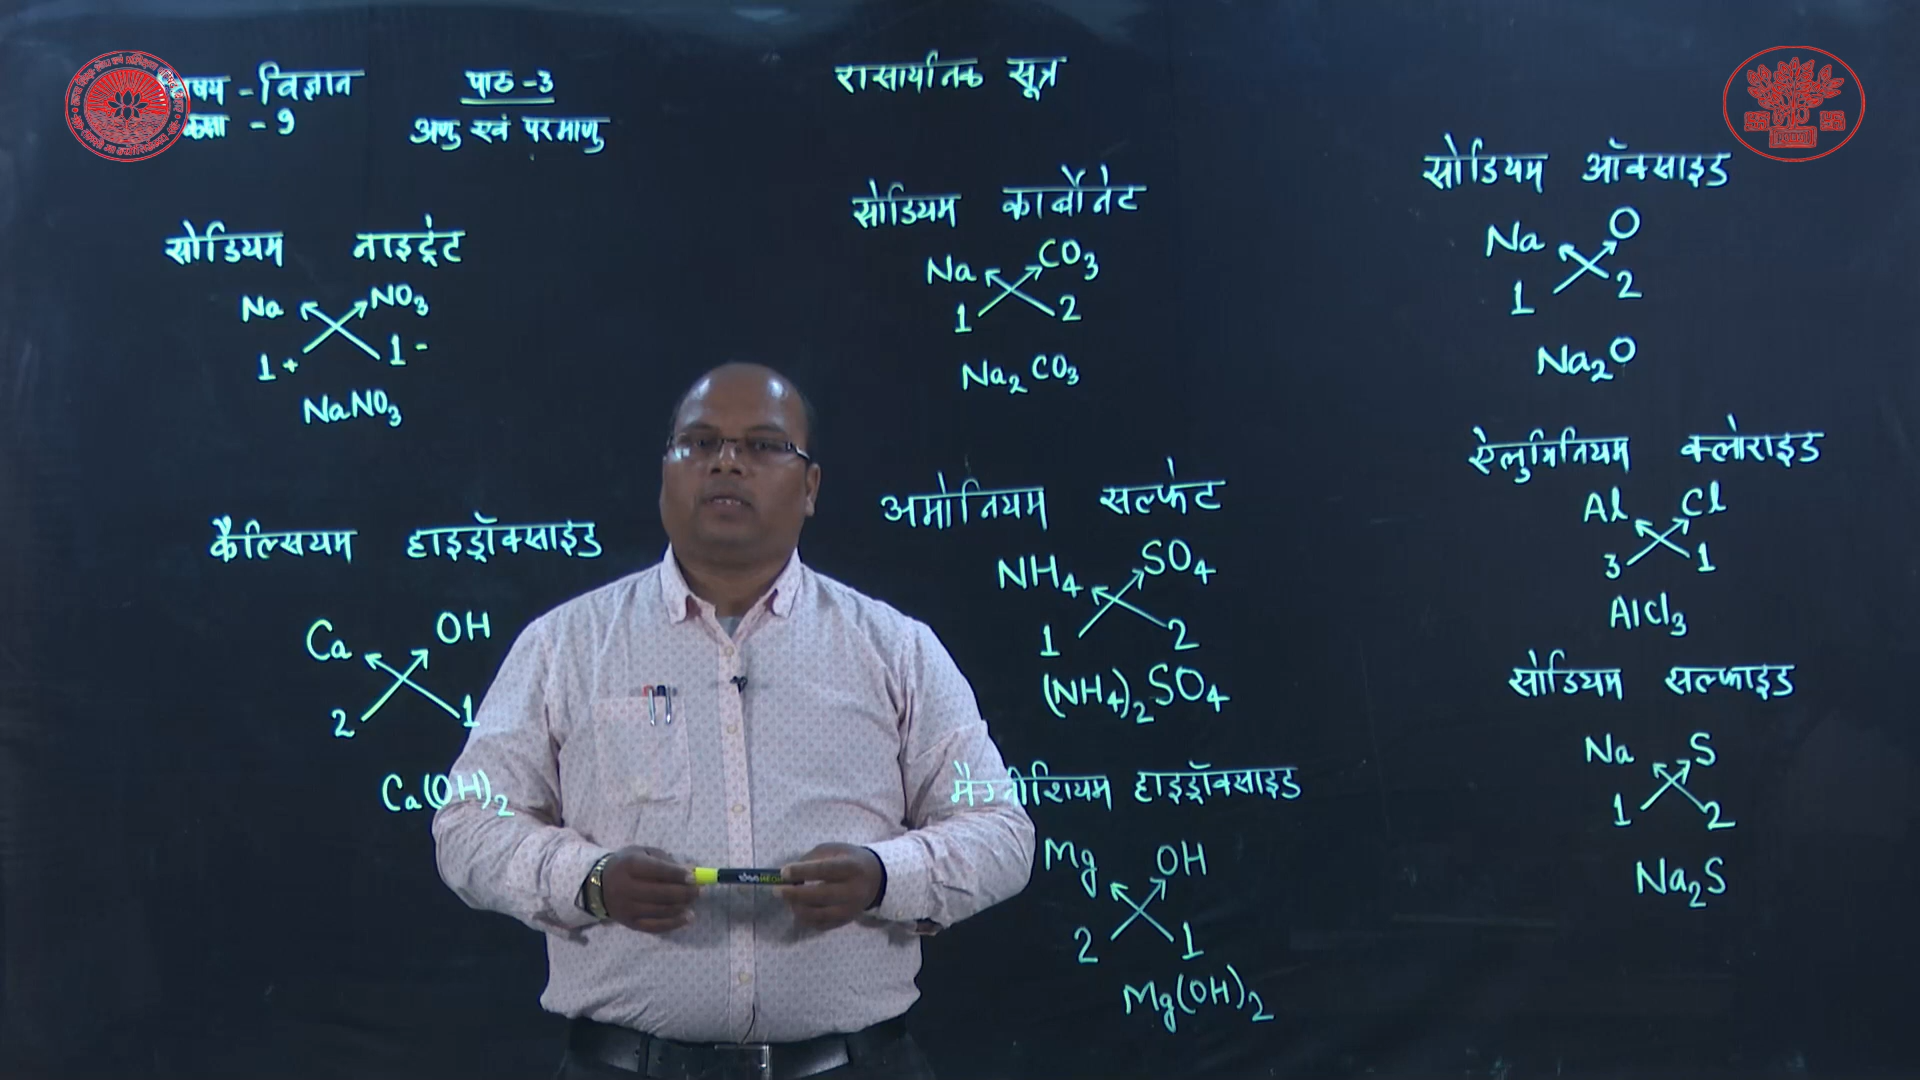 विषय - विज्ञान
कक्षा - 9
पाठ - 3
अणु एवं परमाणु
रासायनिक सूत्र
सोडियम नाइट्रेट
Na NO3
1+ 1-
NaNO3
कैल्सियम हाइड्रॉक्साइड
Ca OH
2 1
Ca(OH)2
सोडियम कार्बोनेट
Na CO3
1 2
Na2CO3
अमोनियम सल्फेट
NH4 SO4
1 2
(NH4)2SO4
मैग्नीशियम हाइड्रॉक्साइड
Mg OH
2 1
Mg(OH)2
सोडियम ऑक्साइड
Na O
1 2
Na2O
ऐलुमिनियम क्लोराइड
Al Cl
3 1
AlCl3
सोडियम सल्फाइड
Na S
1 2
Na2S